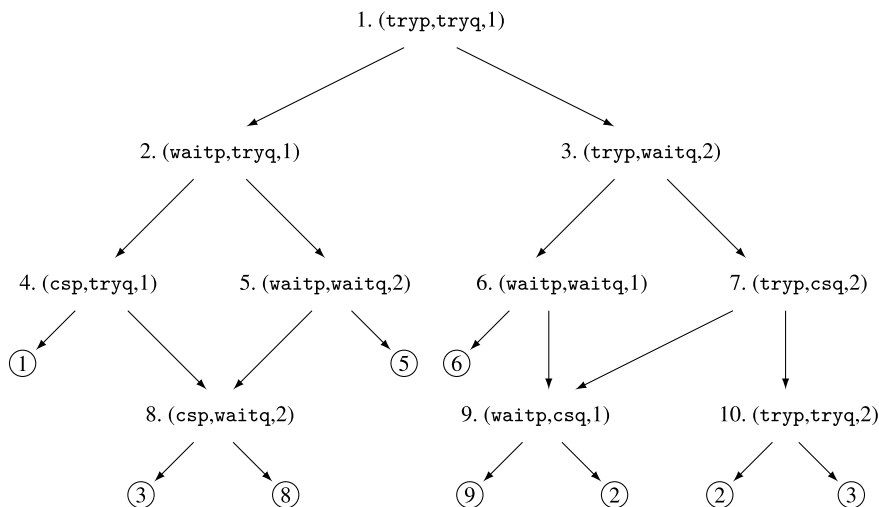 1. (tryp,tryq,1)
2. (waitp,tryq,1) 3. (tryp,waitq,2)
4. (csp,tryq,1) 5. (waitp,waitq,2) 6. (waitp,waitq,1) 7. (tryp,csq,2)
1 5 6
8. (csp,waitq,2) 9. (waitp,csq,1) 10. (tryp,tryq,2)
3 8 9 2 2 3